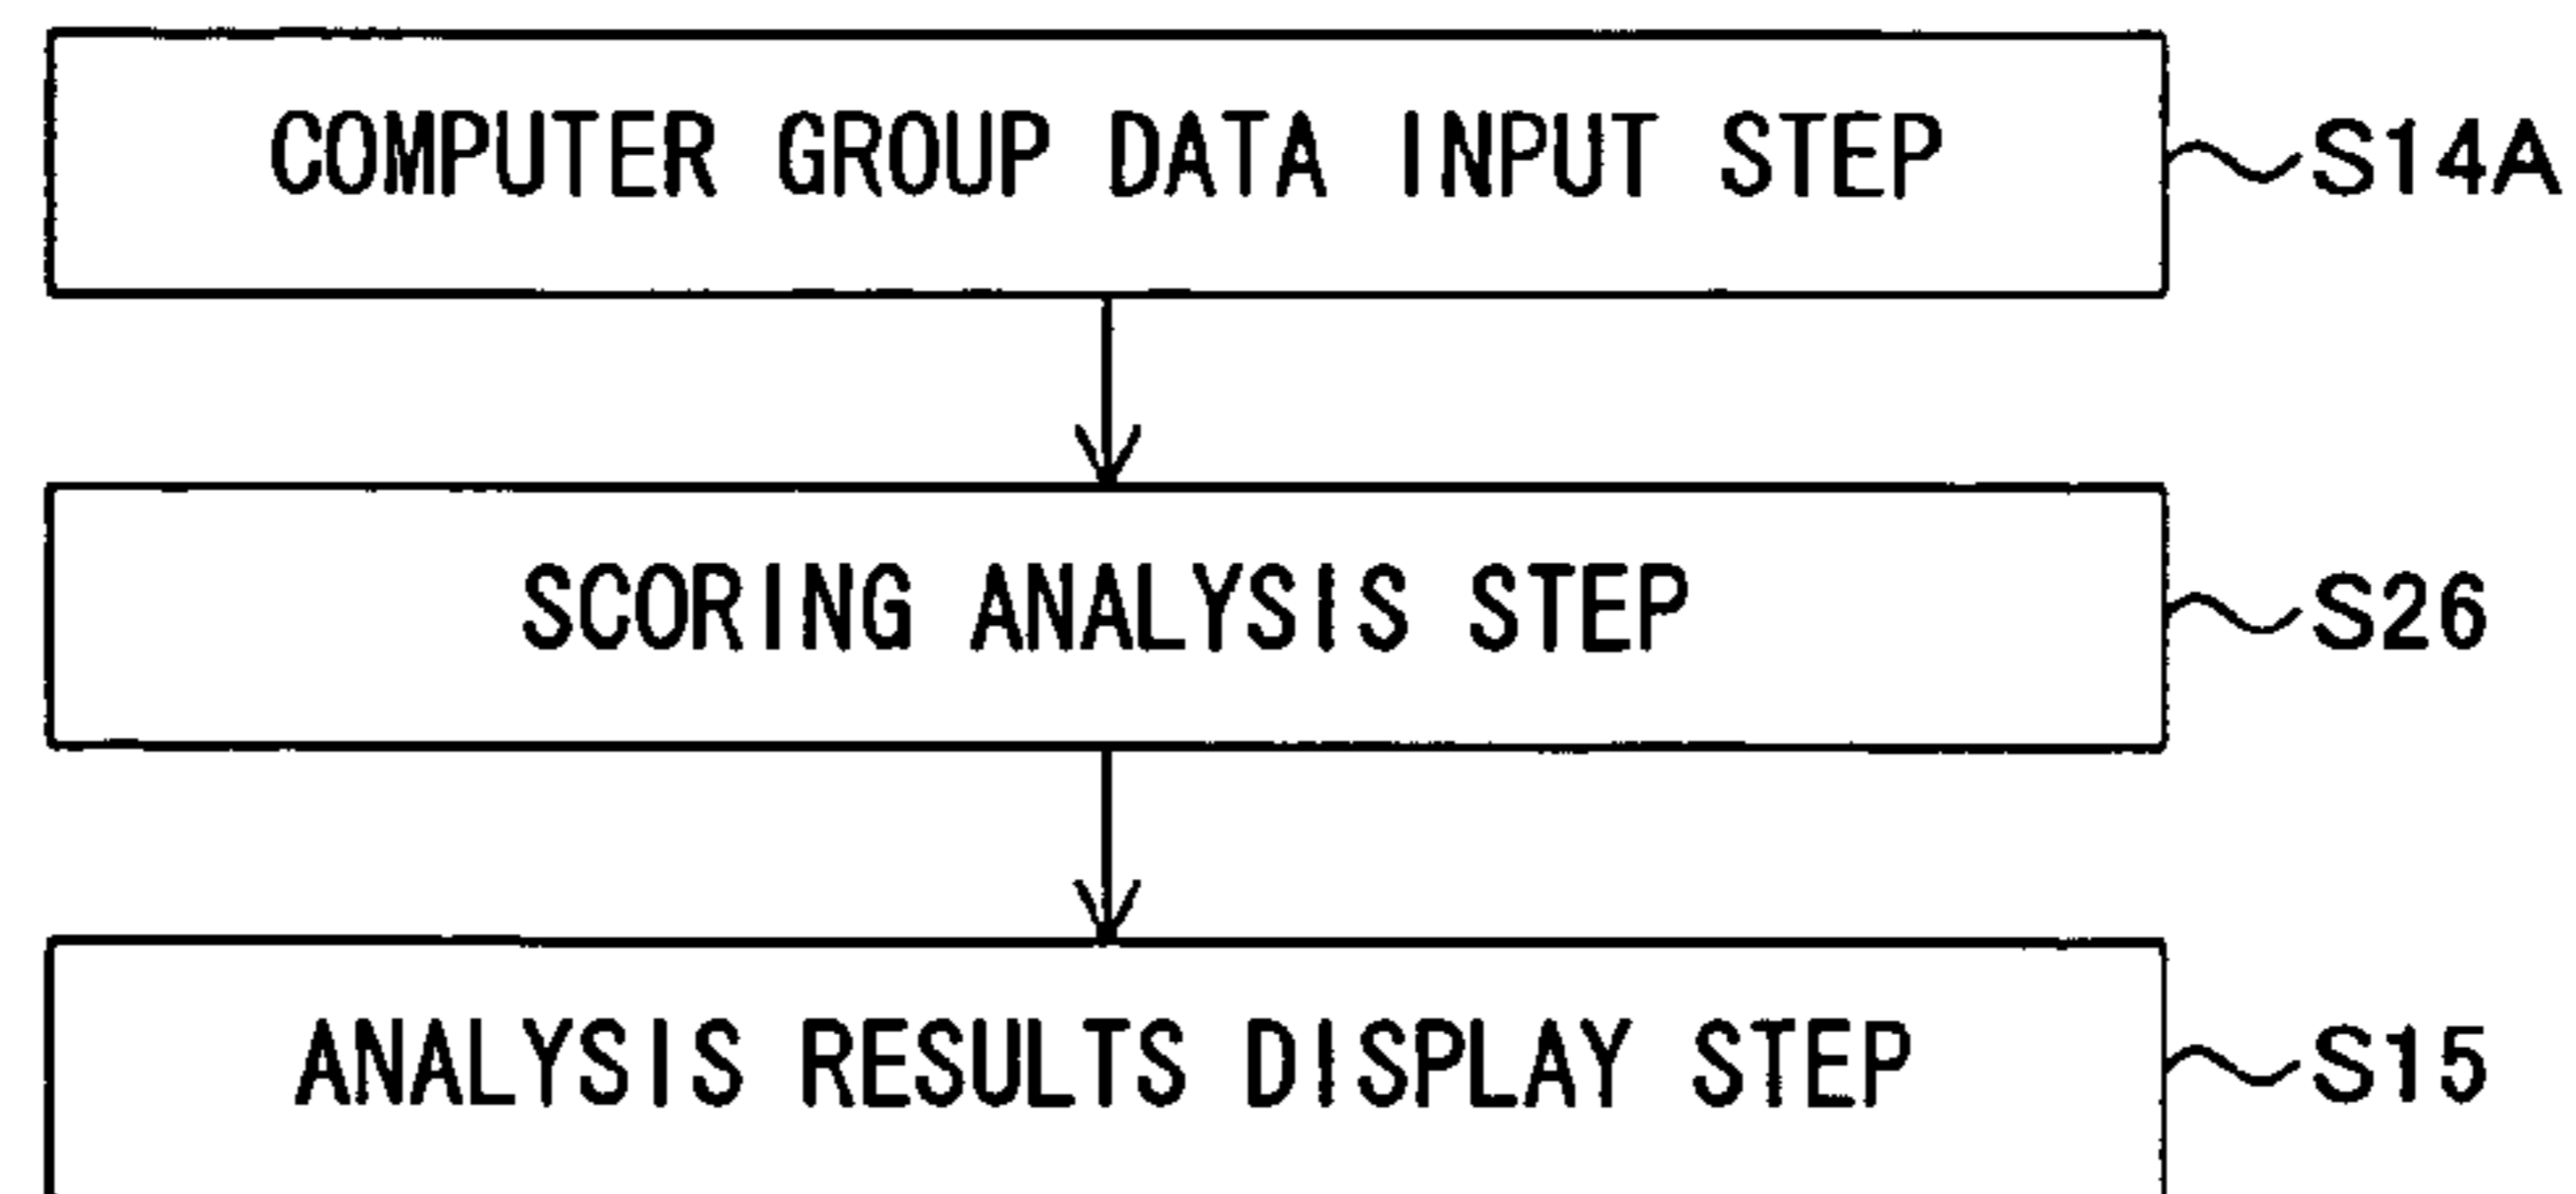 COMPUTER GROUP DATA INPUT STEP S14A
SCORING ANALYSIS STEP S26
ANALYSIS RESULTS DISPLAY STEP S15